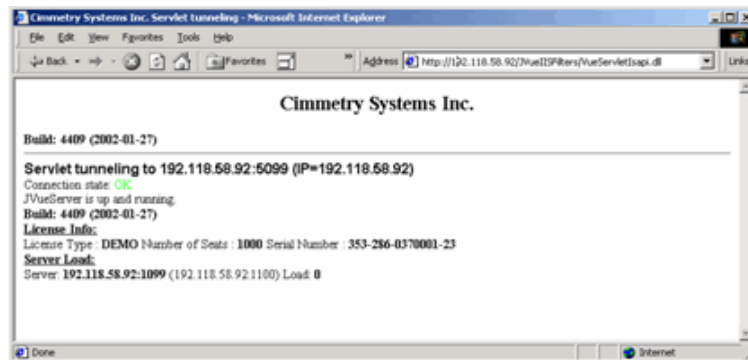 Cimmetry Systems Inc. Servlet tunneling - Microsoft Internet Explorer
File Edit View Favorites Tools Help
Back Favorites Address http://192.118.58.92/JVueIISFilters/VueServletIsapi.dll Links
Cimmetry Systems Inc.
Build: 4409 (2002-01-27)
Servlet tunneling to 192.118.58.92:5099 (IP=192.118.58.92)
Connection state: OK
JVueServer is up and running.
Build: 4409 (2002-01-27)
License Info:
License Type : DEMO Number of Seats : 1000 Serial Number : 353-286-0370001-23
Server Load:
Server: 192.118.58.92:1099 (192.118.58.92:1100) Load: 0
Done Internet